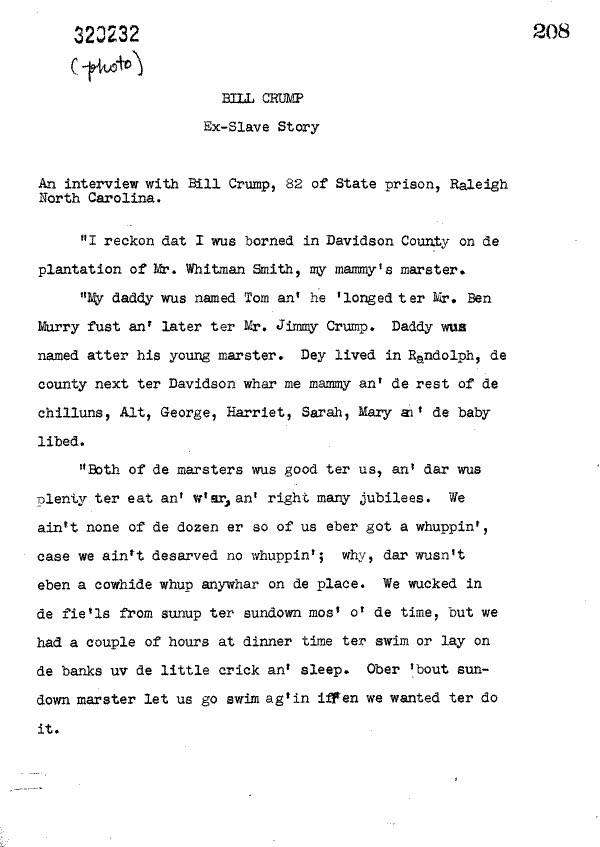 320232
208
(photo)
BILL CRUMP
Ex-Slave Story
An interview with Bill Crump, 82 of State prison, Raleigh
North Carolina.
"I reckon dat I wus borned in Davidson County on de
plantation of Mr. Whitman Smith, my mammy's marster.
"My daddy wus named Tom an' he 'longed ter Mr. Ben
Murry fust an' later ter Mr. Jimmy Crump. Daddy wus
named atter his young marster. Dey lived in Randolph, de
county next ter Davidson whar me mammy an' de rest of de
chilluns, Alt, George, Harriet, Sarah, Mary an' de baby
libed.
"Both of de marsters wus good ter us, an' dar wus
plenty ter eat an' w'ar, an' right many jubilees. We
ain't none of de dozen er so of us eber got a whuppin',
case we ain't desarved no whuppin'; why, dar wusn't
eben a cowhide whup anywhar on de place. We wucked in
de fie'ls from sunup ter sundown mos' o' de time, but we
had a couple of hours at dinner time ter swim or lay on
de banks uv de little crick an' sleep. Ober 'bout sun-
down marster let us go swim ag'in iffen we wanted ter do
it.